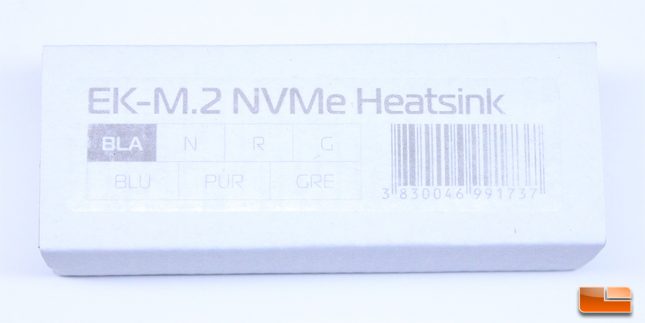 EK-M.2 NVMe Heatsink
BLA N R G
BLU PUR GRE
3 830046 991737